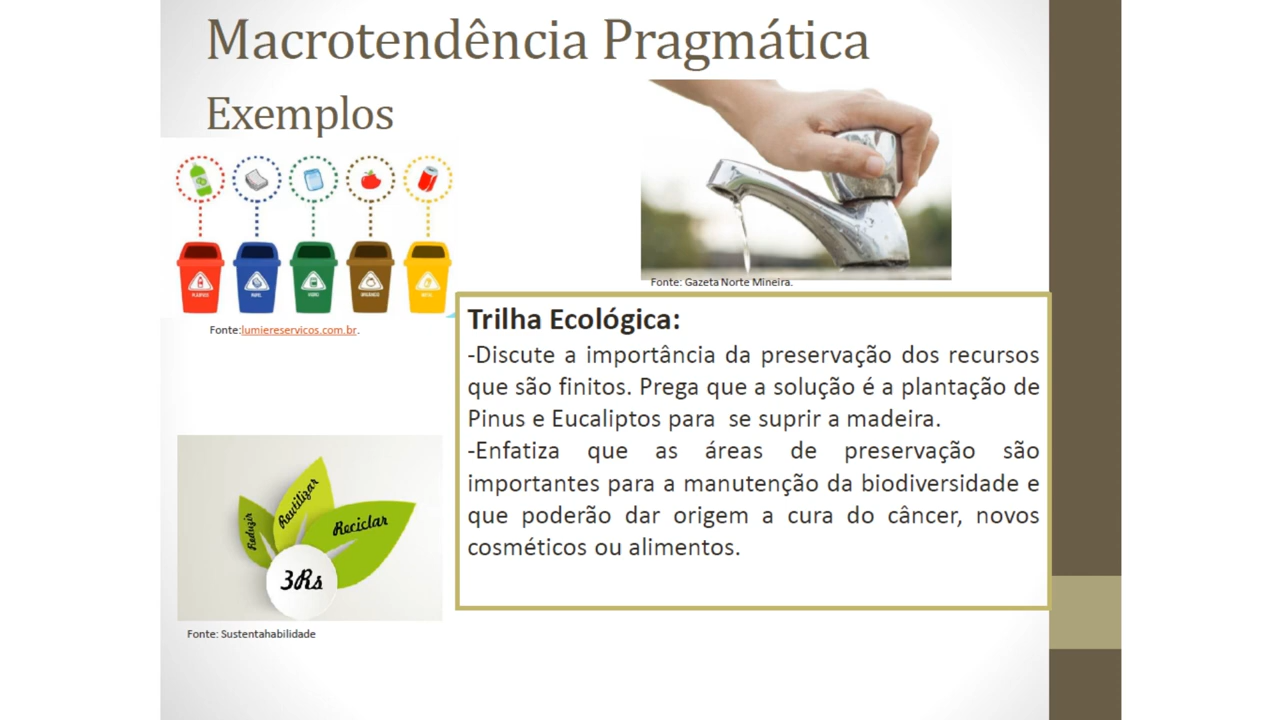 Macrotendência Pragmática
Exemplos
Fonte: Gazeta Norte Mineira.
Fonte:lumiereservicos.com.br.
Trilha Ecológica:
-Discute a importância da preservação dos recursos
que são finitos. Prega que a solução é a plantação de
Pinus e Eucaliptos para se suprir a madeira.
-Enfatiza que as áreas de preservação são
importantes para a manutenção da biodiversidade e
que poderão dar origem a cura do câncer, novos
cosméticos ou alimentos.
Reduzir
Reutilizar
Reciclar
3Rs
Fonte: Sustentahabilidade